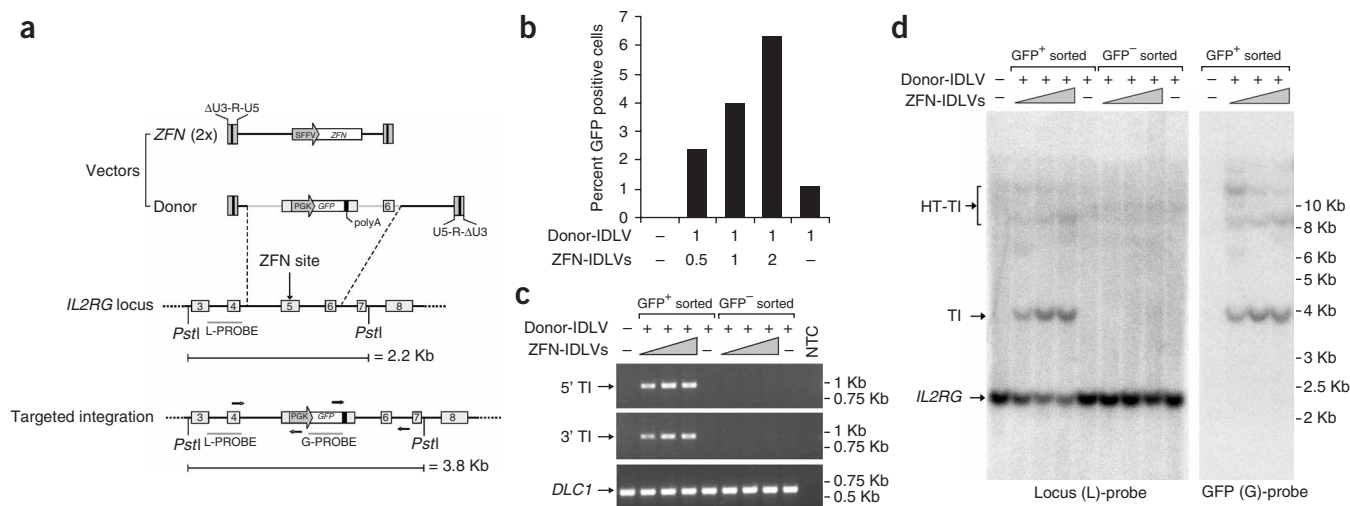 a
ΔU3-R-U5
ZFN (2x)
SFFV ZFN
Vectors
Donor
PGK GFP 6
polyA
U5-R-ΔU3
ZFN site
IL2RG locus
3 4 5 6 7 8
L-PROBE
PstI PstI
= 2.2 Kb
Targeted integration
3 4 PGK GFP 6 7 8
PstI L-PROBE G-PROBE PstI
= 3.8 Kb
b
Percent GFP positive cells
7
6
5
4
3
2
1
0
Donor-IDLV – 1 1 1 1
ZFN-IDLVs – 0.5 1 2 –
c
GFP+ sorted GFP– sorted
Donor-IDLV – + + + + + + + +
ZFN-IDLVs – – –
NTC
5' TI
1 Kb
0.75 Kb
3' TI
1 Kb
0.75 Kb
DLC1
0.75 Kb
0.5 Kb
d
GFP+ sorted GFP– sorted GFP+ sorted
Donor-IDLV – + + + + + + + + – + + + +
ZFN-IDLVs – – – – –
HT-TI
TI
IL2RG
10 Kb
8 Kb
6 Kb
5 Kb
4 Kb
3 Kb
2.5 Kb
2 Kb
Locus (L)-probe GFP (G)-probe